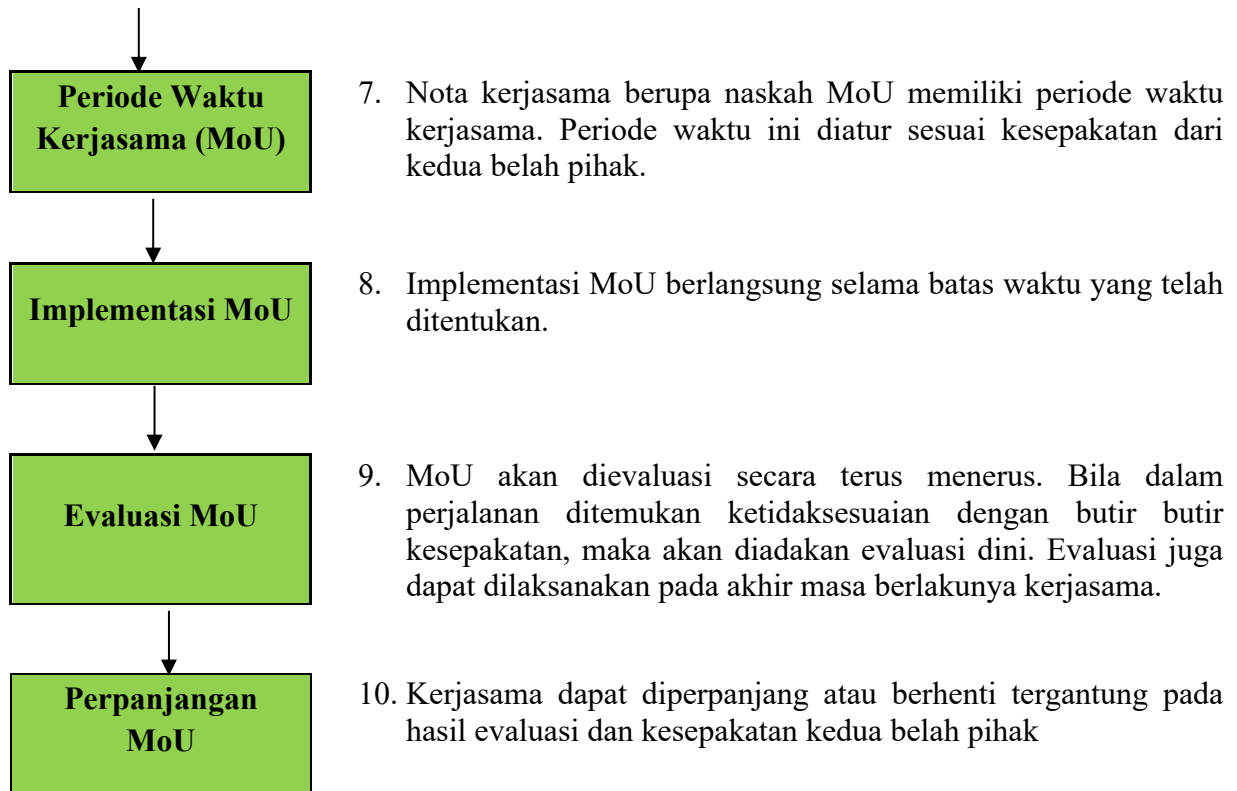 Periode Waktu
Kerjasama (MoU)
7. Nota kerjasama berupa naskah MoU memiliki periode waktu
kerjasama. Periode waktu ini diatur sesuai kesepakatan dari
kedua belah pihak.
Implementasi MoU
8. Implementasi MoU berlangsung selama batas waktu yang telah
ditentukan.
Evaluasi MoU
9. MoU akan dievaluasi secara terus menerus. Bila dalam
perjalanan ditemukan ketidaksesuaian dengan butir butir
kesepakatan, maka akan diadakan evaluasi dini. Evaluasi juga
dapat dilaksanakan pada akhir masa berlakunya kerjasama.
Perpanjangan
MoU
10. Kerjasama dapat diperpanjang atau berhenti tergantung pada
hasil evaluasi dan kesepakatan kedua belah pihak